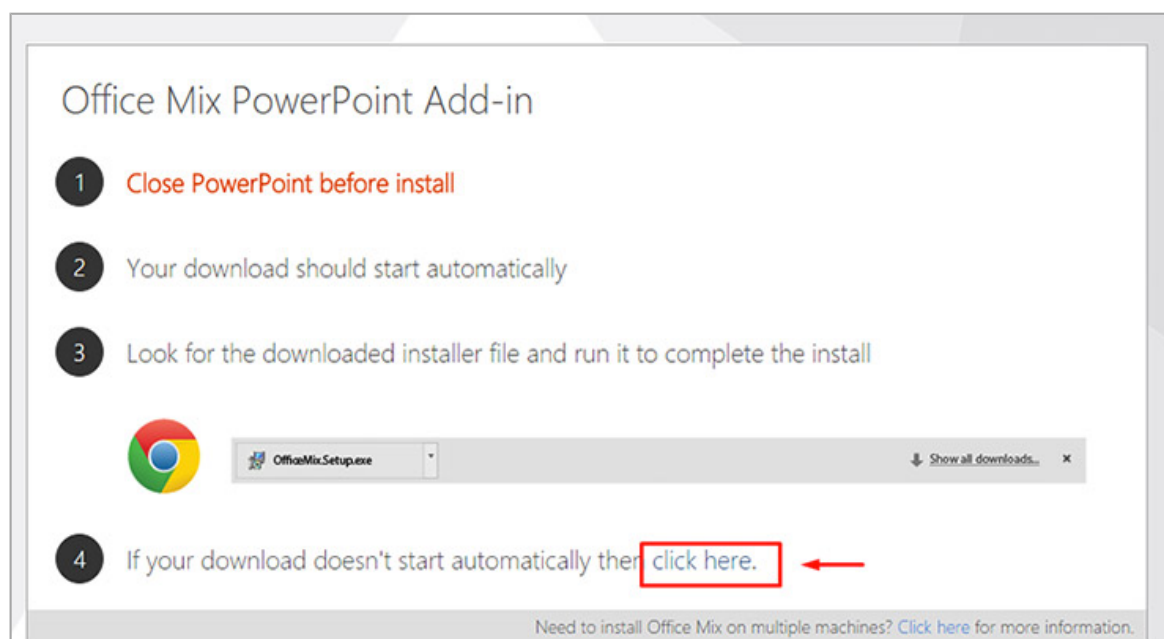 Office Mix PowerPoint Add-in
1 Close PowerPoint before install
2 Your download should start automatically
3 Look for the downloaded installer file and run it to complete the install
OfficeMix.Setup.exe Show all downloads... ×
4 If your download doesn't start automatically then click here.
Need to install Office Mix on multiple machines? Click here for more information.